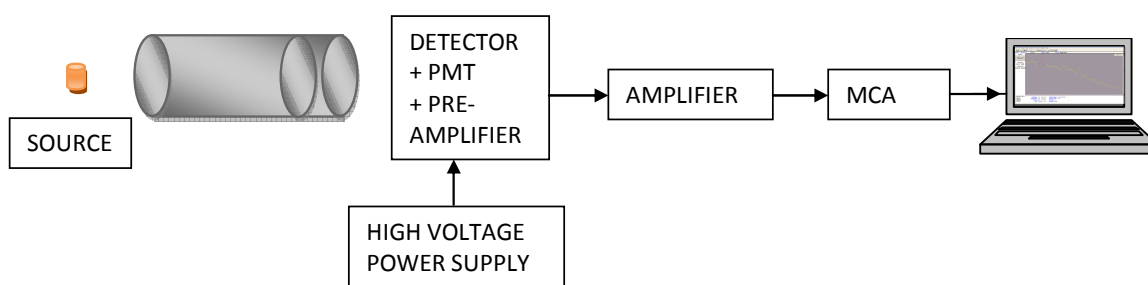 DETECTOR
+ PMT
+ PRE-
AMPLIFIER
AMPLIFIER
MCA
SOURCE
HIGH VOLTAGE
POWER SUPPLY